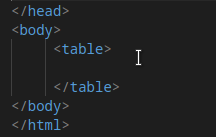 </head>
<body>
<table>
</table>
</body>
</html>